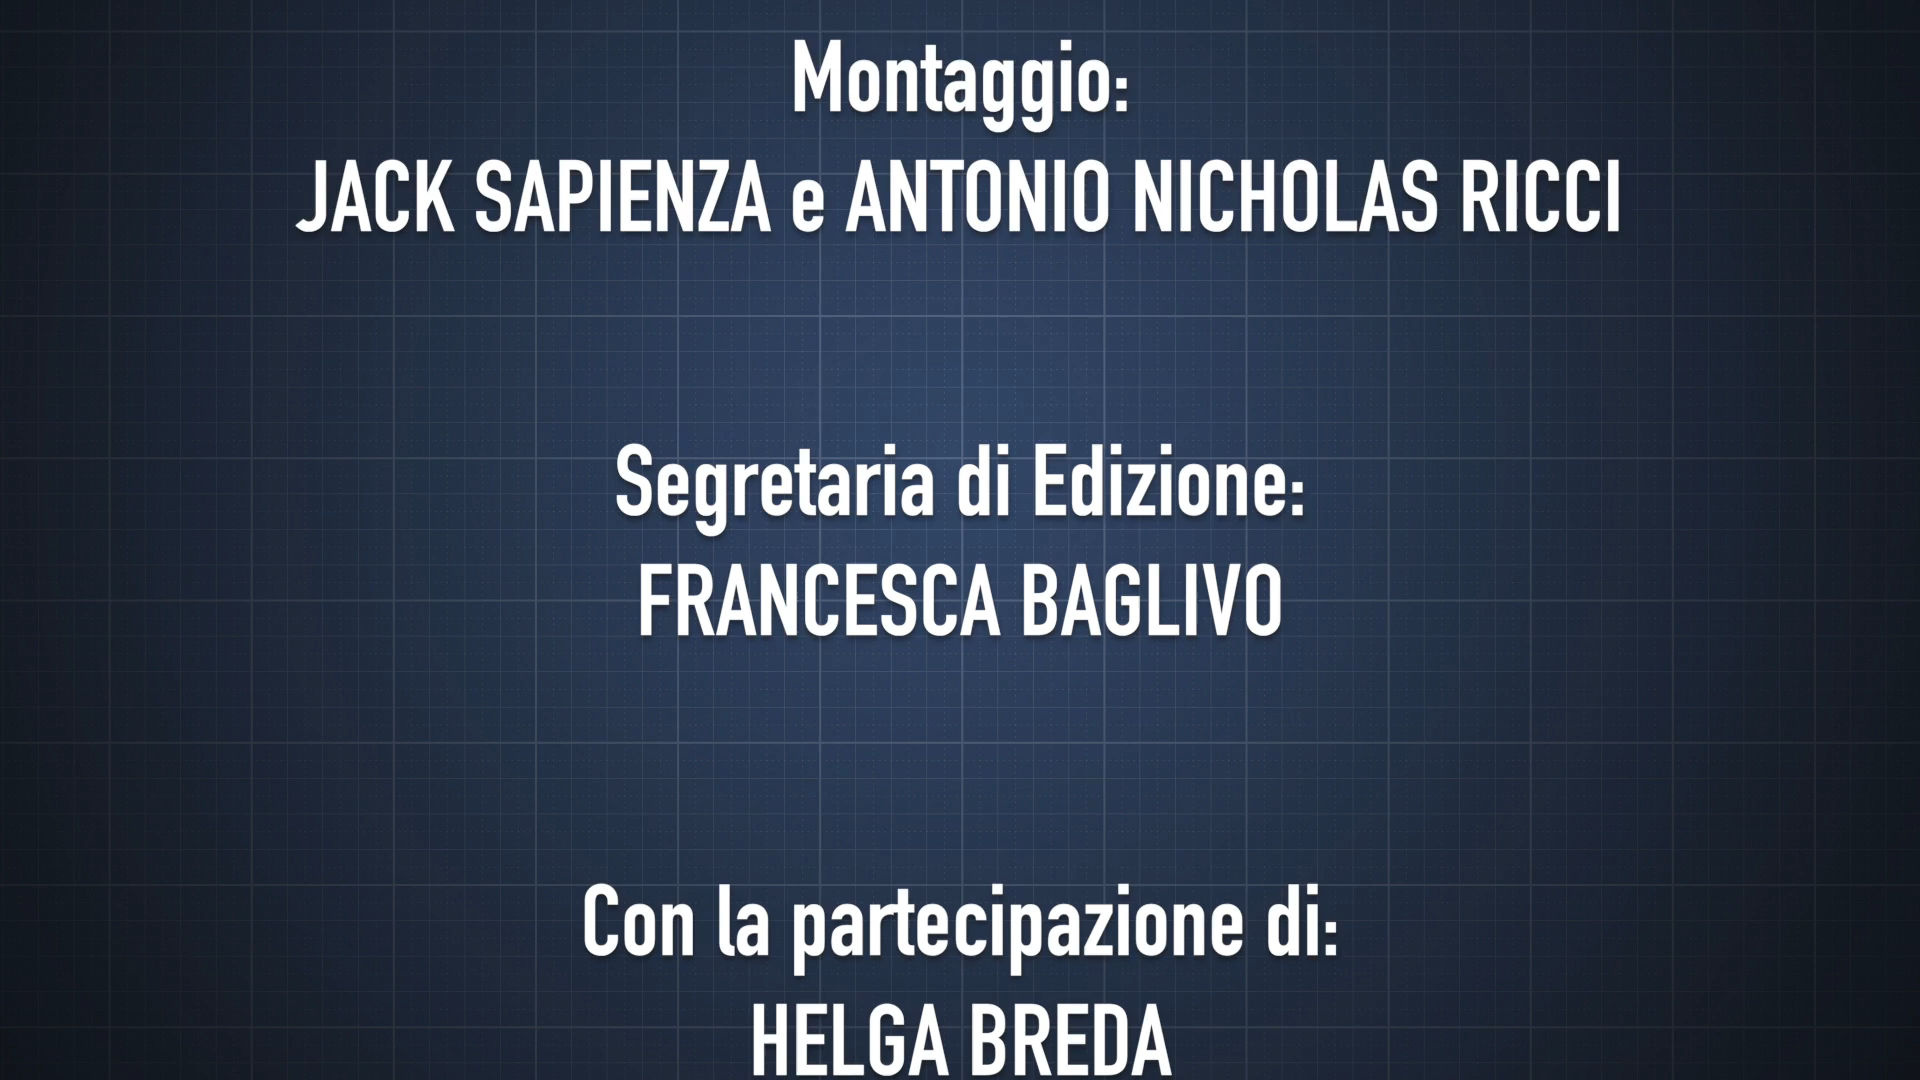 Montaggio:
JACK SAPIENZA e ANTONIO NICHOLAS RICCI
Segretaria di Edizione:
FRANCESCA BAGLIVO
Con la partecipazione di:
HELGA BREDA